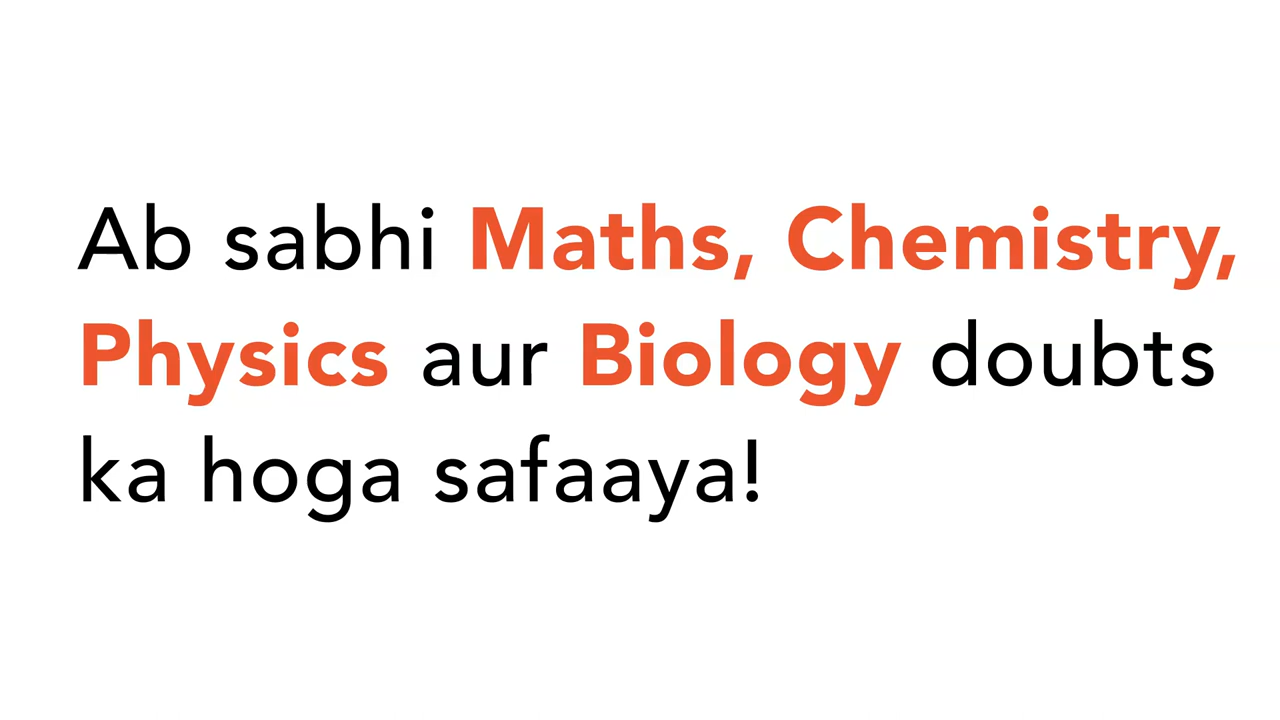 Ab sabhi Maths, Chemistry,
Physics aur Biology doubts
ka hoga safaaya!